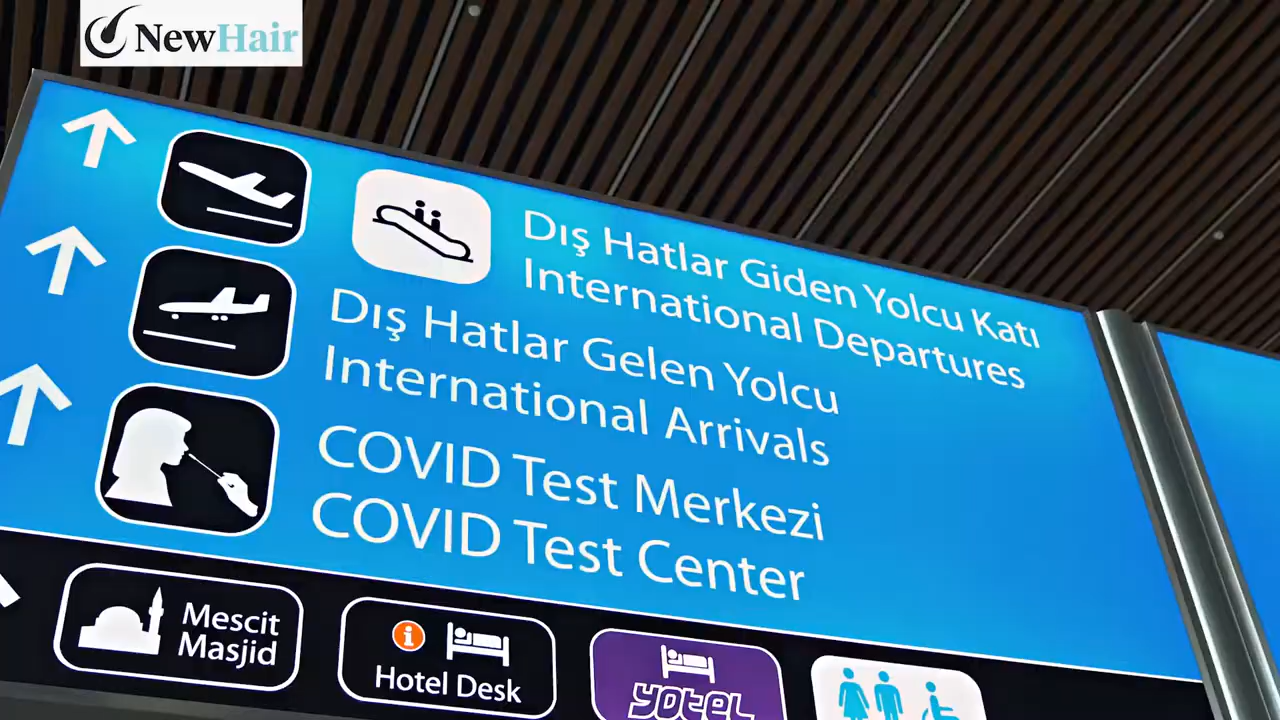 NewHair
Dış Hatlar Giden Yolcu Katı
International Departures
Dış Hatlar Gelen Yolcu
International Arrivals
COVID Test Merkezi
COVID Test Center
Mescit
Masjid
i
Hotel Desk
YOTEL